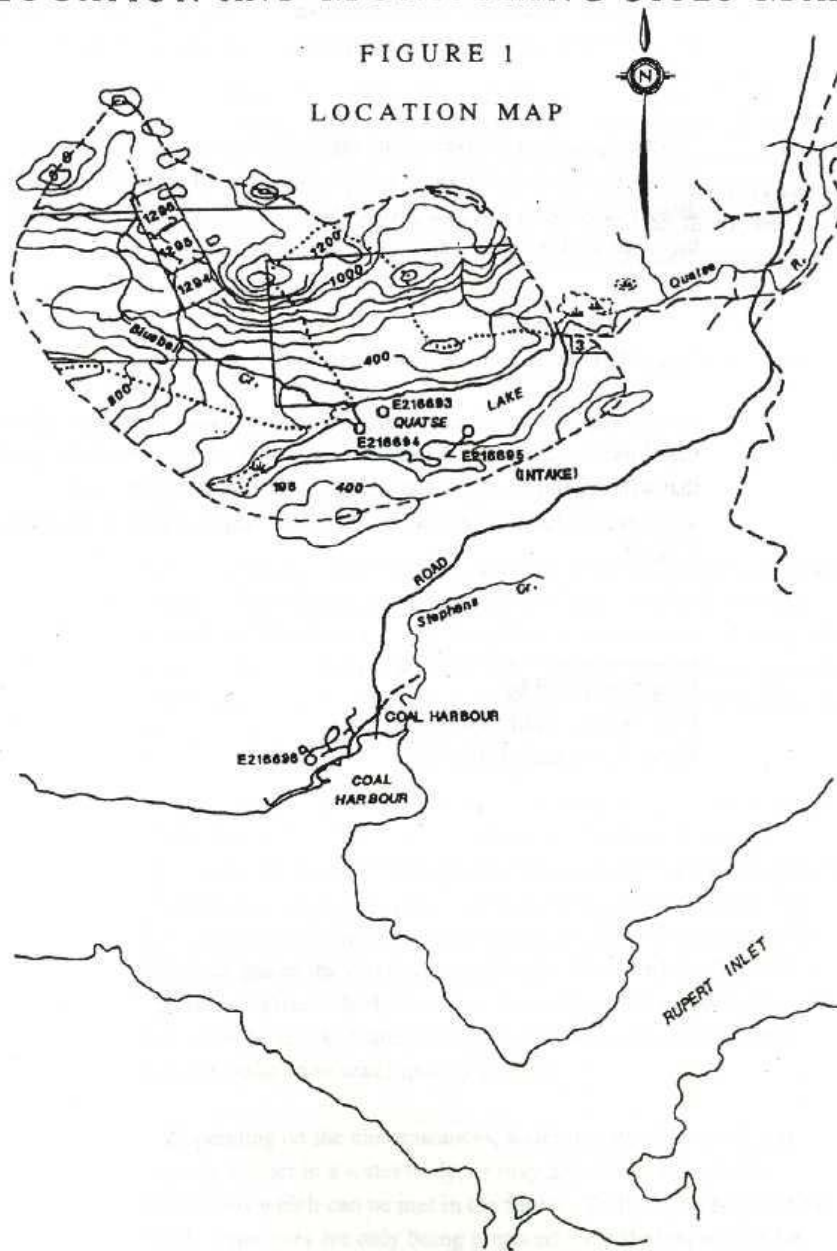 FIGURE 1
N
LOCATION MAP
1296
1295
1294
1200
1000
Quatse
R.
Bluebell
Cr.
400
3
800
E216693
QUATSE
LAKE
E216694
E216695
(INTAKE)
198
400
ROAD
Stephens
Cr.
COAL HARBOUR
E216696
COAL
HARBOUR
RUPERT INLET